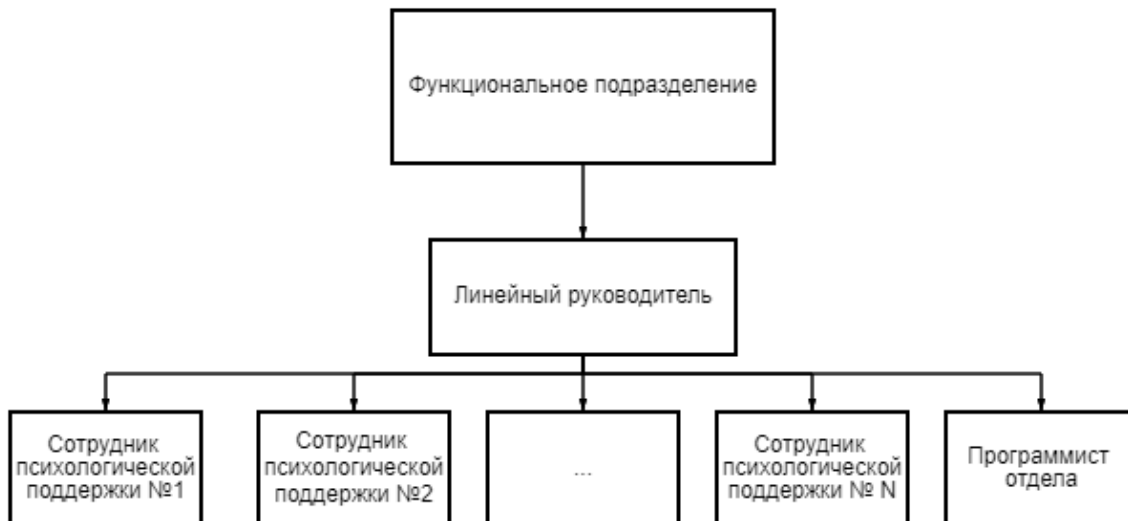 Функциональное подразделение
Линейный руководитель
Сотрудник
психологической
поддержки №1
Сотрудник
психологической
поддержки №2
...
Сотрудник
психологической
поддержки № N
Программист
отдела